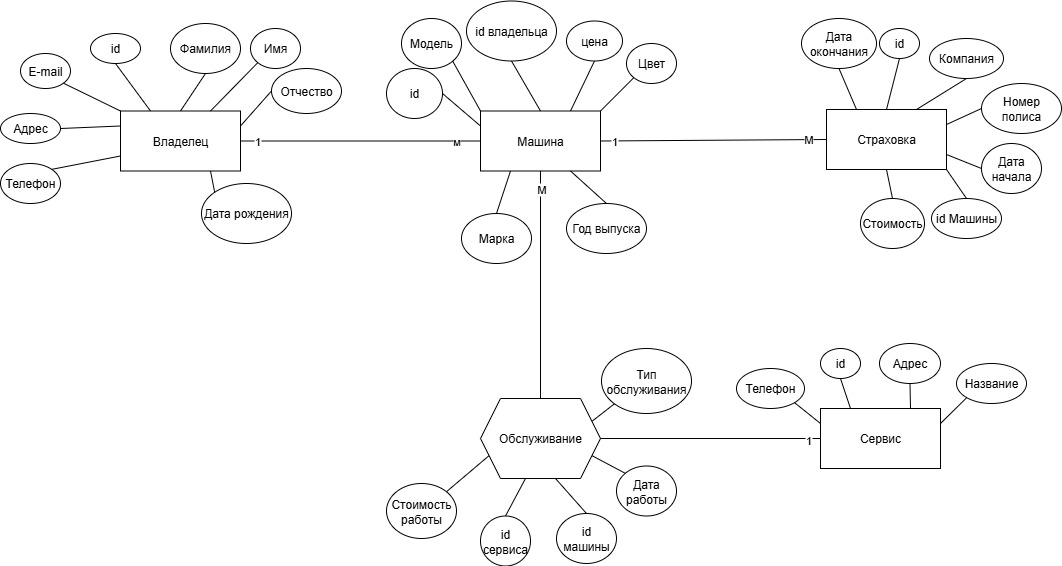 E-mail
id
Фамилия
Имя
Отчество
Адрес
Владелец
Телефон
Дата рождения
1
м
Модель
id владельца
цена
Цвет
id
Машина
Марка
Год выпуска
1
М
М
Дата
окончания
id
Компания
Номер
полиса
Страховка
Дата
начала
Стоимость
id Машины
Тип
обслуживания
Обслуживание
Стоимость
работы
id
сервиса
id
машины
Дата
работы
1
Телефон
id
Адрес
Название
Сервис